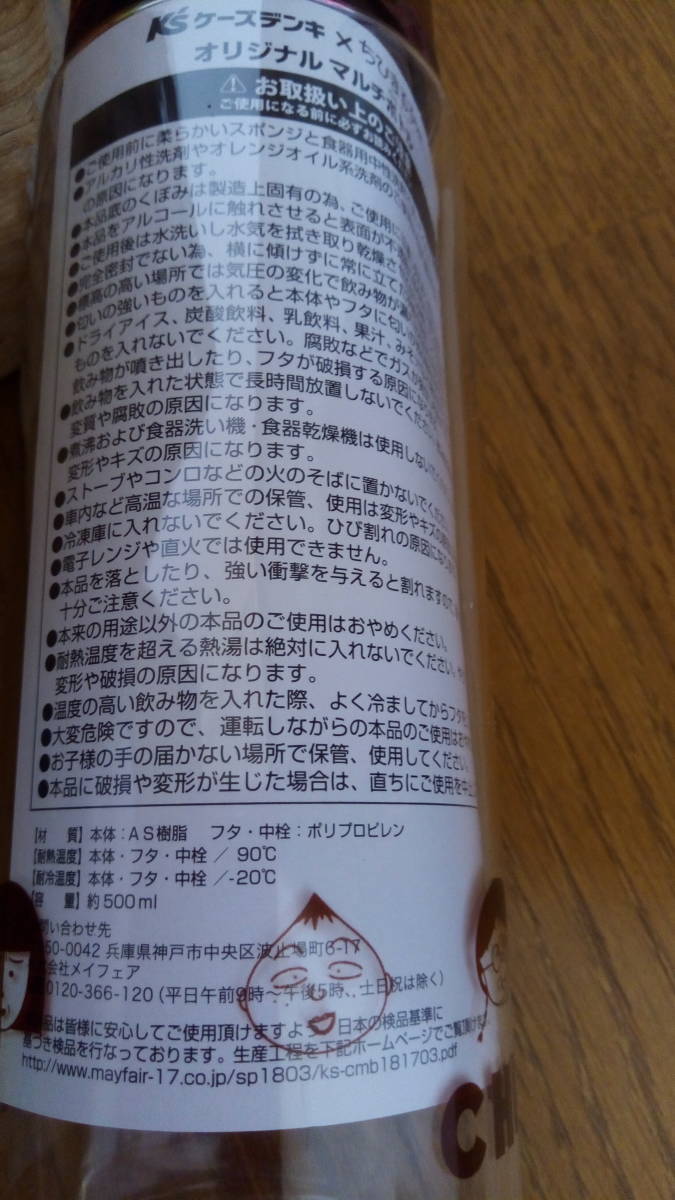 K's ケーズデンキ × ちびまる
オリジナル マルチボ
⚠ お取扱い上の
ご使用になる前に必ずお
●ご使用前に柔らかいスポンジと食器用中性
●アルカリ性洗剤やオレンジオイル系洗剤の
の原因になります。
●本品底のくぼみは製造上固有の為、ご使用に
●本品をアルコールに触れさせると表面が不
●ご使用後は水洗いし水気を拭き取り乾燥さ
●完全密封でない為、横に傾けずに常に立て
●標高の高い場所では気圧の変化で飲み物が漏
●匂いの強いものを入れると本体やフタに匂い
●ドライアイス、炭酸飲料、乳飲料、果汁、みそ
ものを入れないでください。腐敗などでガスが
飲み物が噴き出したり、フタが破損する原因にな
●飲み物を入れた状態で長時間放置しないでくだ
変質や腐敗の原因になります。
●煮沸および食器洗い機・食器乾燥機は使用しない
変形やキズの原因になります。
●ストーブやコンロなどの火のそばに置かないでくだ
●車内など高温な場所での保管、使用は変形やキズの
●冷凍庫に入れないでください。ひび割れの原因にな
●電子レンジや直火では使用できません。
●本品を落としたり、強い衝撃を与えると割れますので、
十分ご注意ください。
●本来の用途以外の本品のご使用はおやめください。
●耐熱温度を超える熱湯は絶対に入れないでください。
変形や破損の原因になります。
●温度の高い飲み物を入れた際、よく冷ましてからフタを
●大変危険ですので、運転しながらの本品のご使用はおや
●お子様の手の届かない場所で保管、使用してください。
●本品に破損や変形が生じた場合は、直ちにご使用を中止
【材　質】本体：AS樹脂　フタ・中栓：ポリプロピレン
【耐熱温度】本体・フタ・中栓 ／ 90℃
【耐冷温度】本体・フタ・中栓 ／-20℃
【容　量】約500ml
問い合わせ先
50-0042 兵庫県神戸市中央区波止場町6-17
会社メイフェア
0120-366-120（平日午前9時～午後5時、土日祝は除く）
品は皆様に安心してご使用頂けますよう、日本の検品基準に
基づき検品を行なっております。生産工程を下記ホームページでご覧頂けま
http://www.mayfair-17.co.jp/sp1803/ks-cmb181703.pdf
CHI